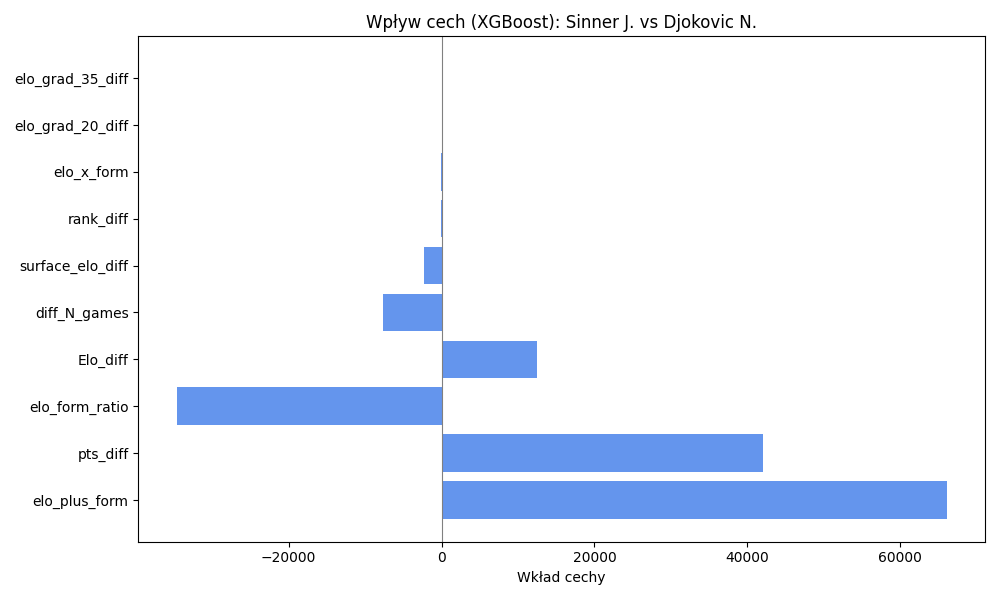 Wpływ cech (XGBoost): Sinner J. vs Djokovic N.
elo_grad_35_diff
elo_grad_20_diff
elo_x_form
rank_diff
surface_elo_diff
diff_N_games
Elo_diff
elo_form_ratio
pts_diff
elo_plus_form
−20000 0 20000 40000 60000
Wkład cechy